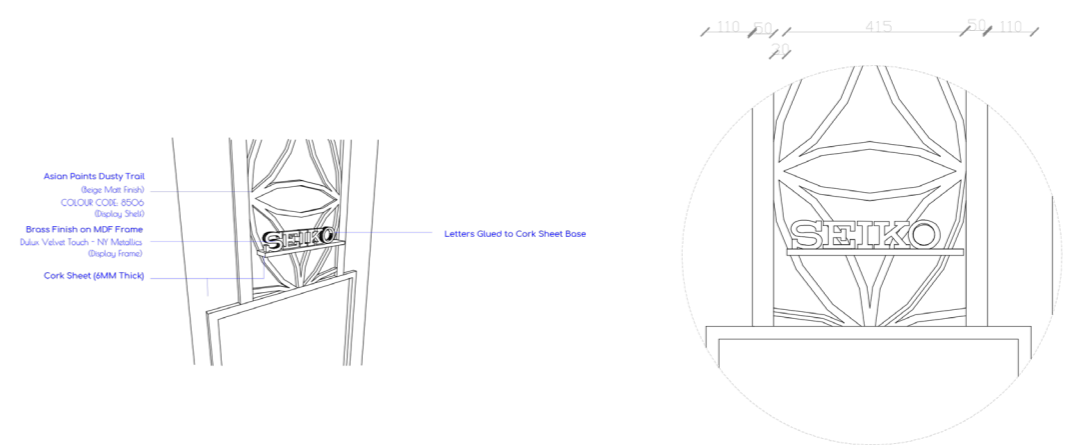 110 50 415 50 110
20
Asian Paints Dusty Trail
(Beige Matt Finish)
COLOUR CODE: 8506
(Display Shelf)
Brass Finish on MDF Frame
Dulux Velvet Touch - NY Metallics
(Display Frame)
Cork Sheet (6MM Thick)
SEIKO
Letters Glued to Cork Sheet Base
SEIKO